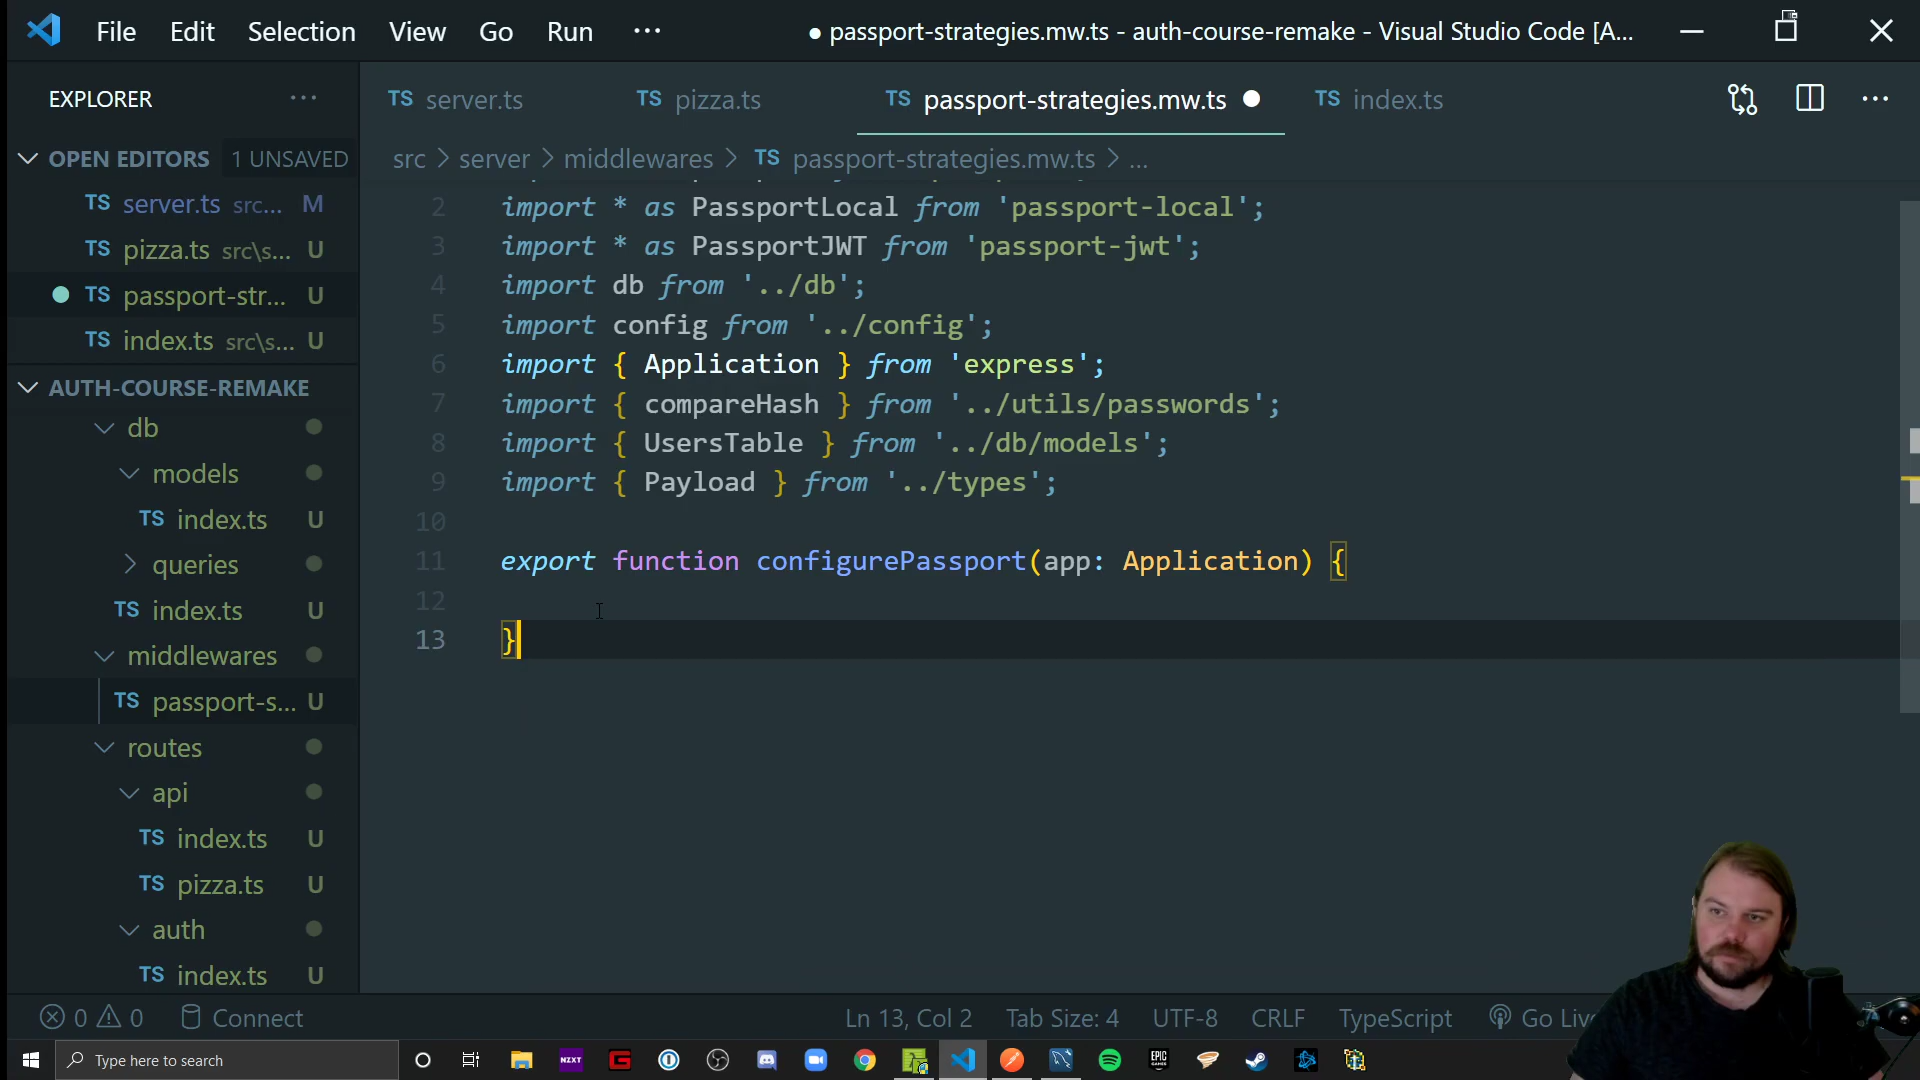 File Edit Selection View Go Run ···
● passport-strategies.mw.ts - auth-course-remake - Visual Studio Code [A...
EXPLORER ···
OPEN EDITORS 1 UNSAVED
TS server.ts src... M
TS pizza.ts src\s... U
TS passport-str... U
TS index.ts src\s... U
AUTH-COURSE-REMAKE
db
models
TS index.ts U
queries
TS index.ts U
middlewares
TS passport-s... U
routes
api
TS index.ts U
TS pizza.ts U
auth
TS index.ts U
TS server.ts
TS pizza.ts
TS passport-strategies.mw.ts
TS index.ts
src > server > middlewares > TS passport-strategies.mw.ts > ...
2 import * as PassportLocal from 'passport-local';
3 import * as PassportJWT from 'passport-jwt';
4 import db from '../db';
5 import config from '../config';
6 import { Application } from 'express';
7 import { compareHash } from '../utils/passwords';
8 import { UsersTable } from '../db/models';
9 import { Payload } from '../types';
10
11 export function configurePassport(app: Application) {
12
13 }
0 0 Connect
Ln 13, Col 2 Tab Size: 4 UTF-8 CRLF TypeScript Go Live
Type here to search
NZXT
EPIC GAMES